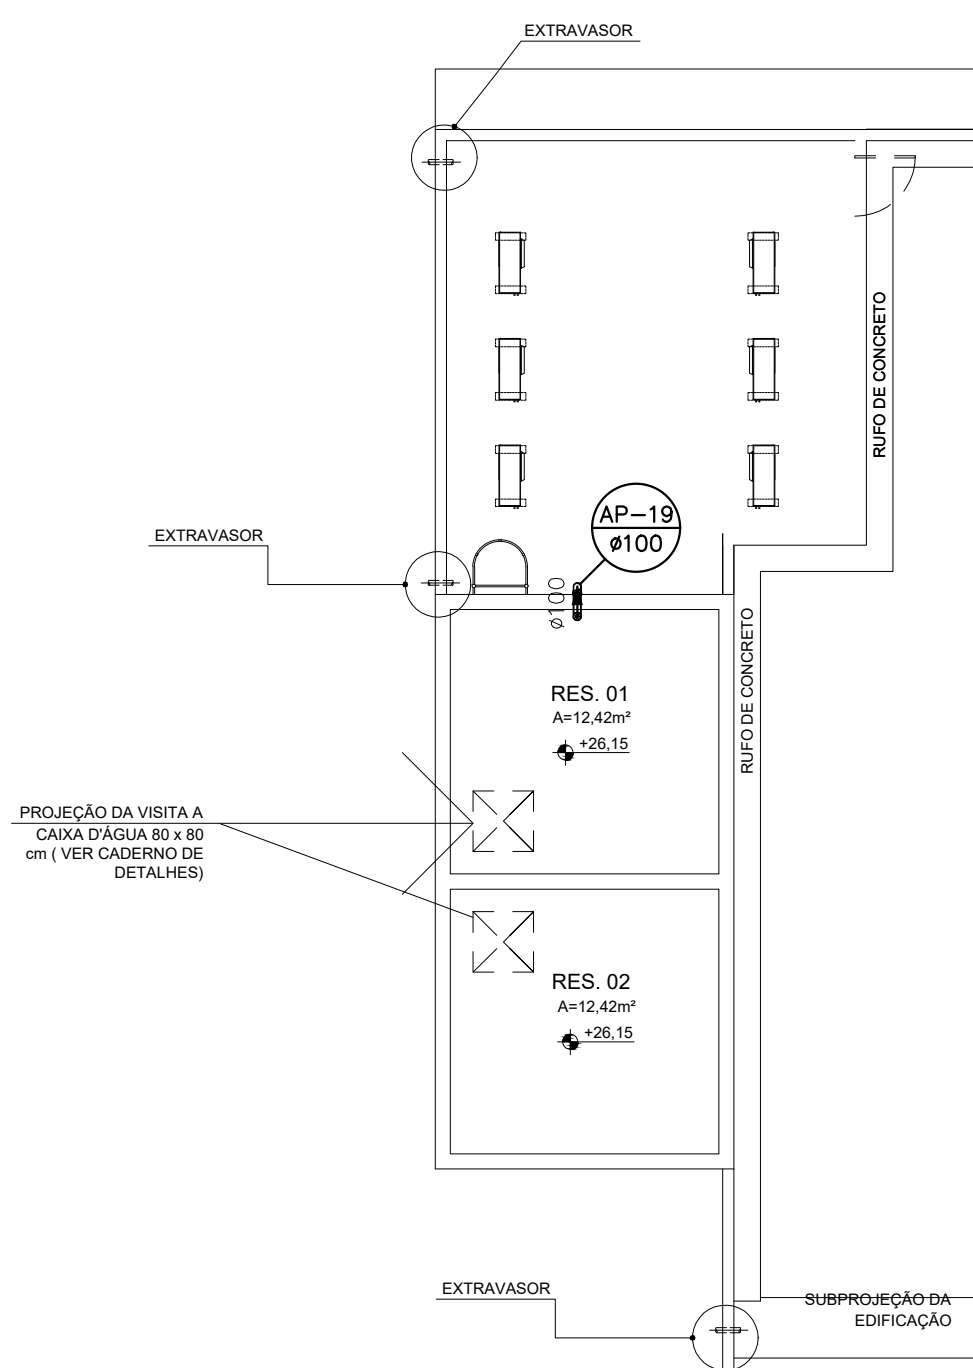 EXTRAVASOR
RUFO DE CONCRETO
AP-19
ø100
EXTRAVASOR
ø100
RUFO DE CONCRETO
RES. 01
A=12,42m²
+26,15
PROJEÇÃO DA VISITA A
CAIXA D'ÁGUA 80 x 80
cm ( VER CADERNO DE
DETALHES)
RES. 02
A=12,42m²
+26,15
EXTRAVASOR
SUBPROJEÇÃO DA
EDIFICAÇÃO